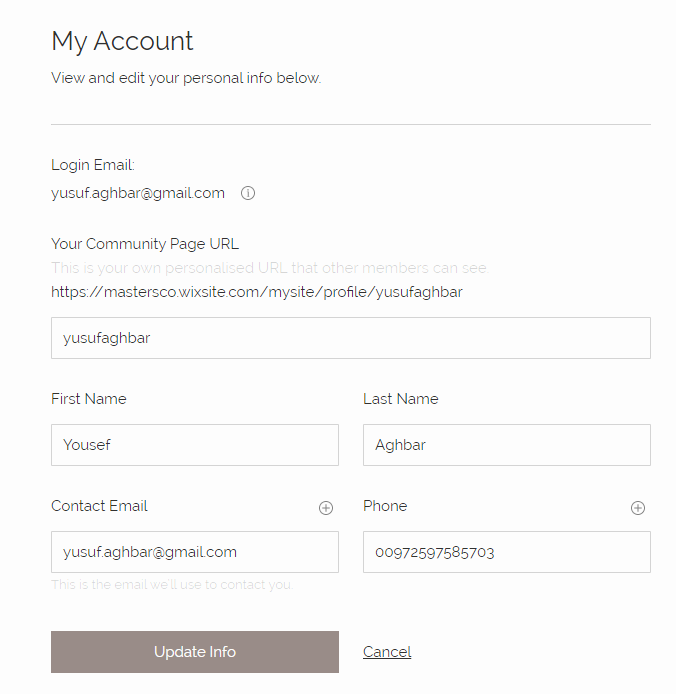 My Account
View and edit your personal info below.
Login Email:
yusuf.aghbar@gmail.com
Your Community Page URL
This is your own personalised URL that other members can see
https://mastersco.wixsite.com/mysite/profile/yusufaghbar
yusufaghbar
First Name
Last Name
Yousef
Aghbar
Contact Email
Phone
yusuf.aghbar@gmail.com
00972597585703
This is the email we'll use to contact you.
Update Info
Cancel